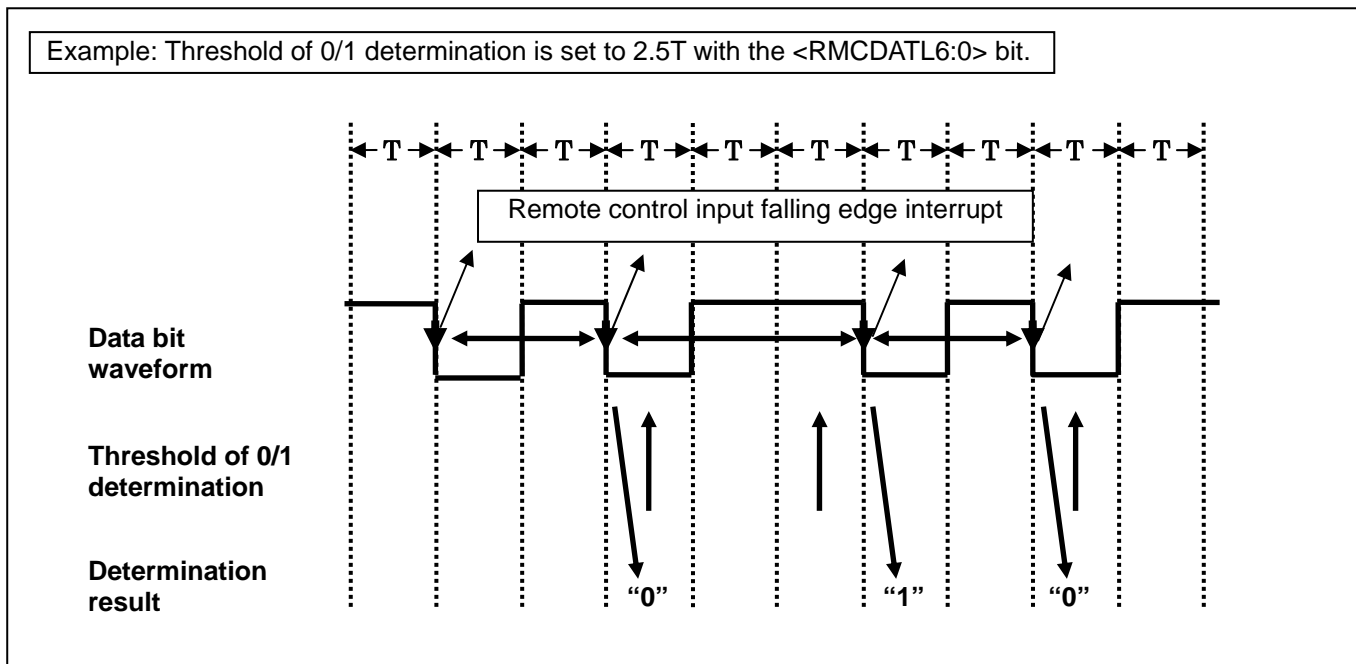 Example: Threshold of 0/1 determination is set to 2.5T with the <RMCDATL6:0> bit.
T T T T T T T T T T
Remote control input falling edge interrupt
Data bit
waveform
Threshold of 0/1
determination
Determination
result
“0” “1” “0”